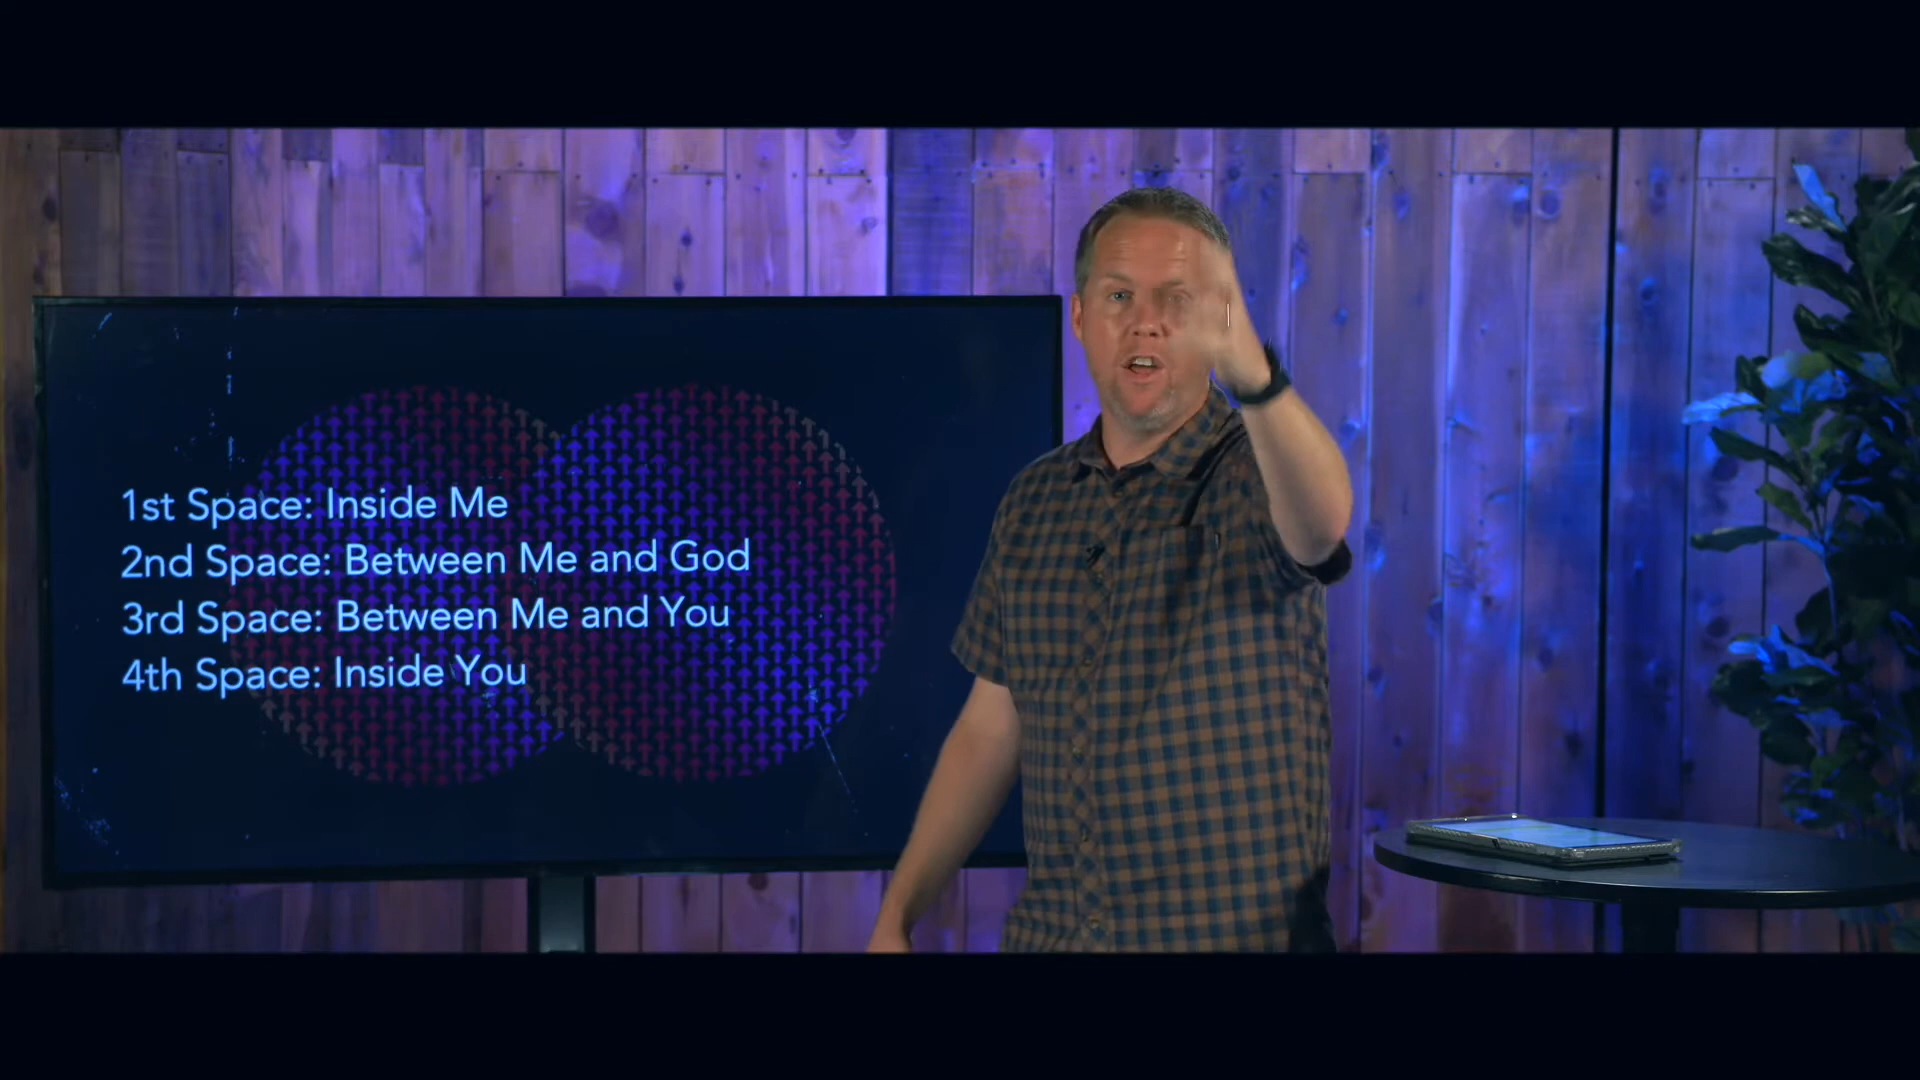 1st Space: Inside Me
2nd Space: Between Me and God
3rd Space: Between Me and You
4th Space: Inside You